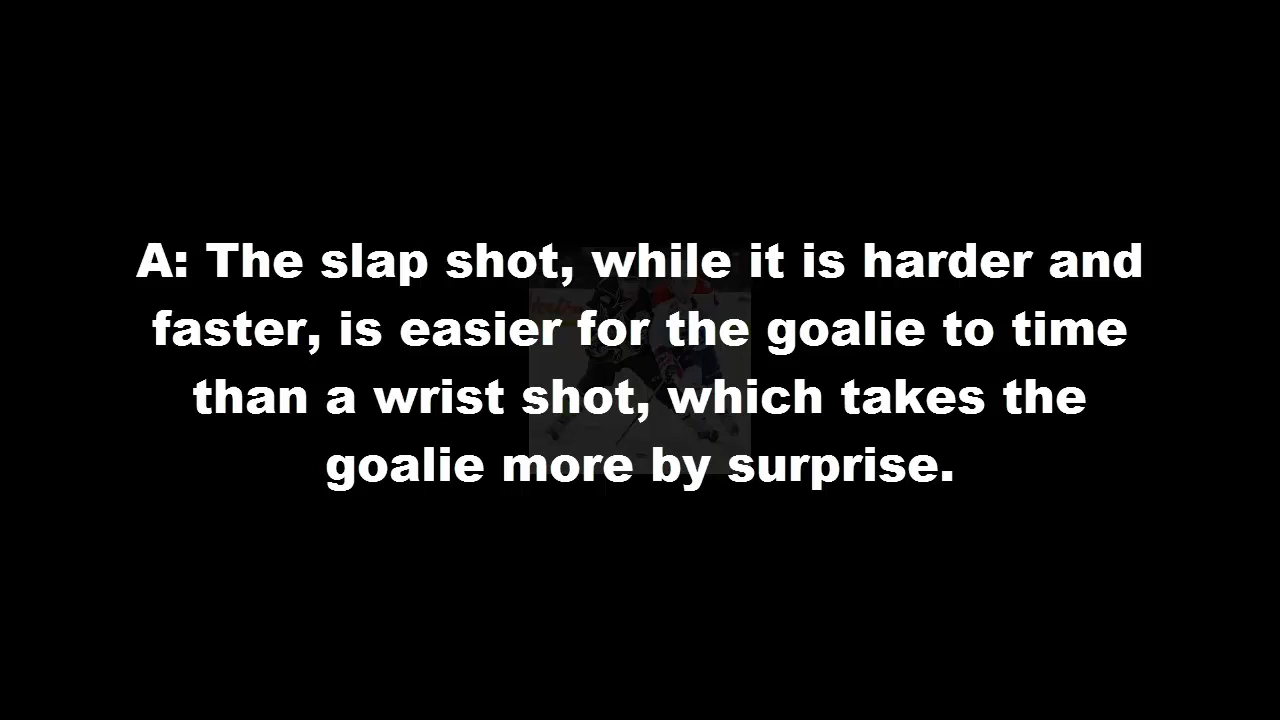 A: The slap shot, while it is harder and
faster, is easier for the goalie to time
than a wrist shot, which takes the
goalie more by surprise.